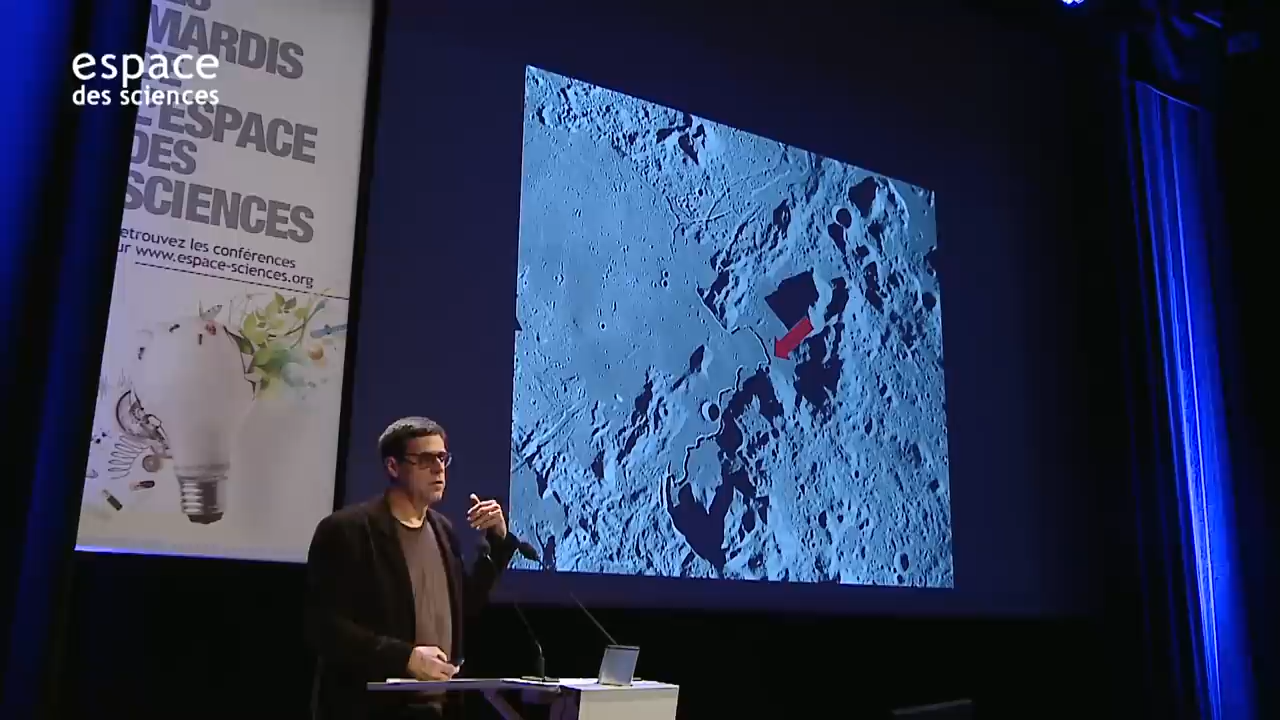 espace
des sciences
MARDIS
L'ESPACE
DES
SCIENCES
etrouvez les conférences
ur www.espace-sciences.org